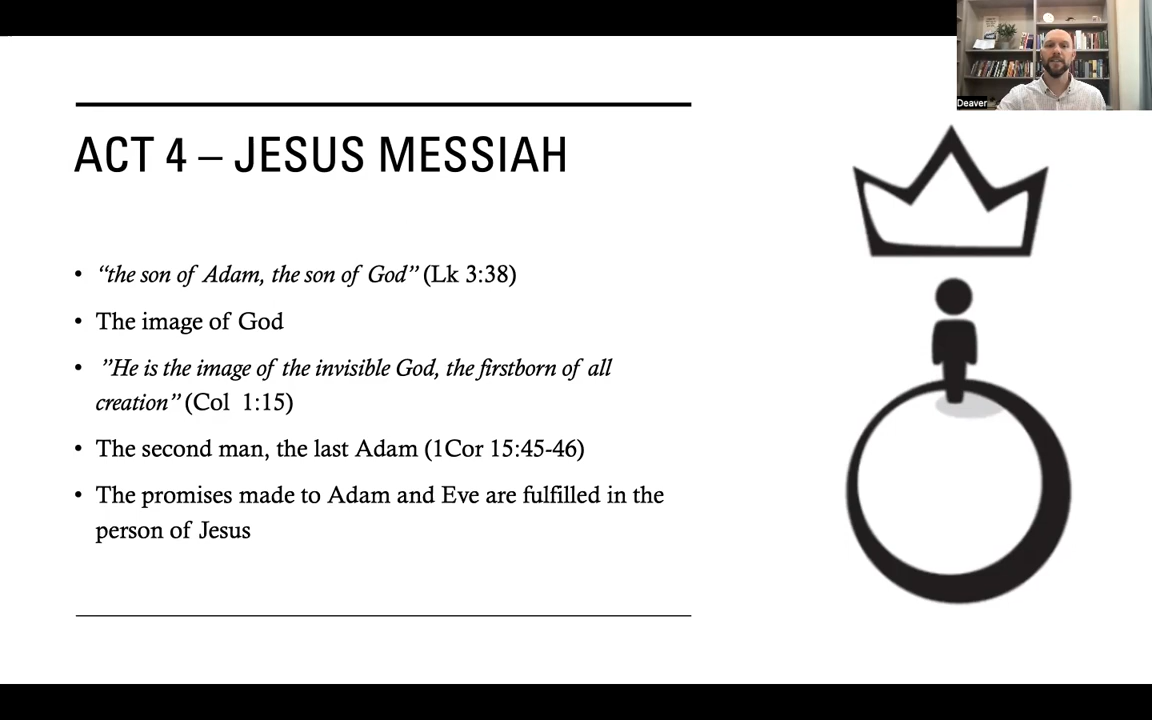 Deaver
ACT 4 – JESUS MESSIAH
• “the son of Adam, the son of God” (Lk 3:38)
• The image of God
• ”He is the image of the invisible God, the firstborn of all
creation” (Col 1:15)
• The second man, the last Adam (1Cor 15:45-46)
• The promises made to Adam and Eve are fulfilled in the
person of Jesus